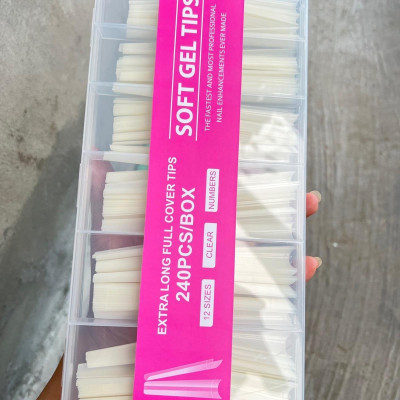 SOFT GEL TIPS
THE FASTEST AND MOST PROFESSIONAL
NAIL ENHANCEMENTS EVER MADE
EXTRA LONG FULL COVER TIPS
240PCS/BOX
12 SIZES
CLEAR
NUMBERS